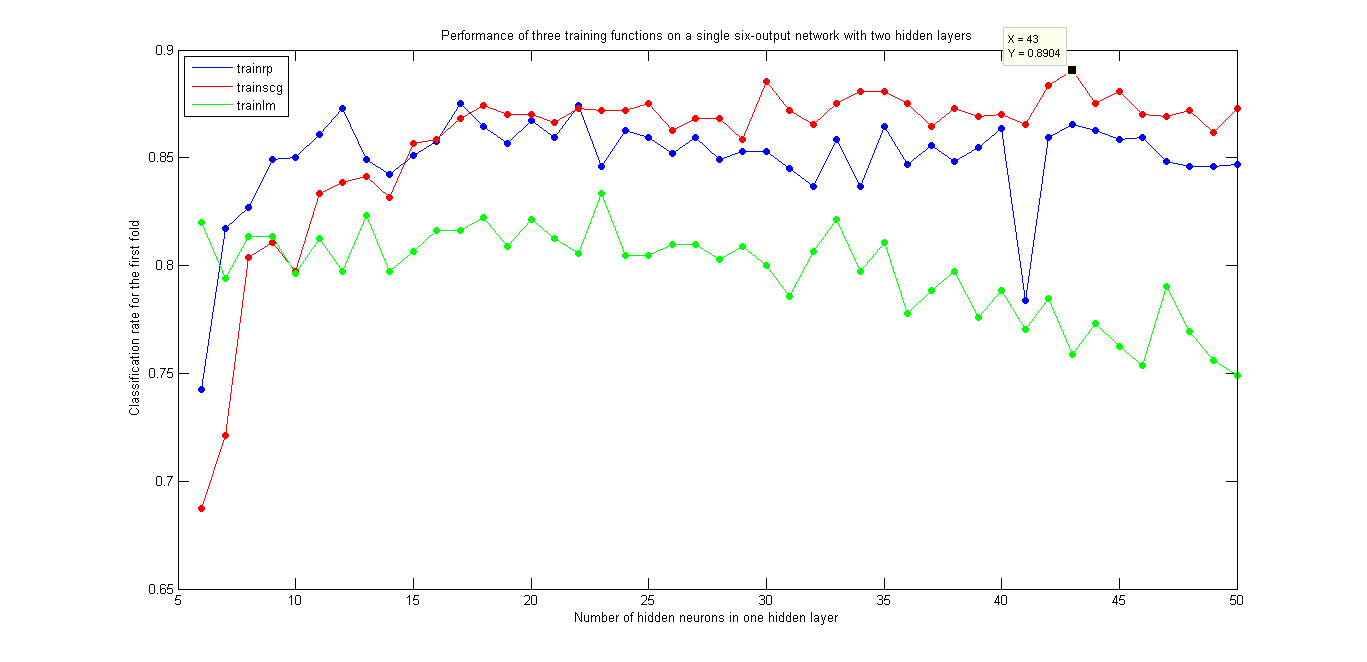 Performance of three training functions on a single six-output network with two hidden layers
X = 43
Y = 0.8904
trainrp
trainscg
trainlm
0.9
0.85
0.8
0.75
0.7
0.65
Classification rate for the first fold
5
10
15
20
25
30
35
40
45
50
Number of hidden neurons in one hidden layer